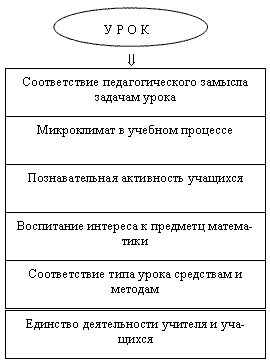 У Р О К
⇓
Соответствие педагогического замысла
задачам урока
Микроклимат в учебном процессе
Познавательная активность учащихся
Воспитание интереса к предметц матема-
тики
Соответствие типа урока средствам и
методам
Единство деятельности учителя и уча-
щихся